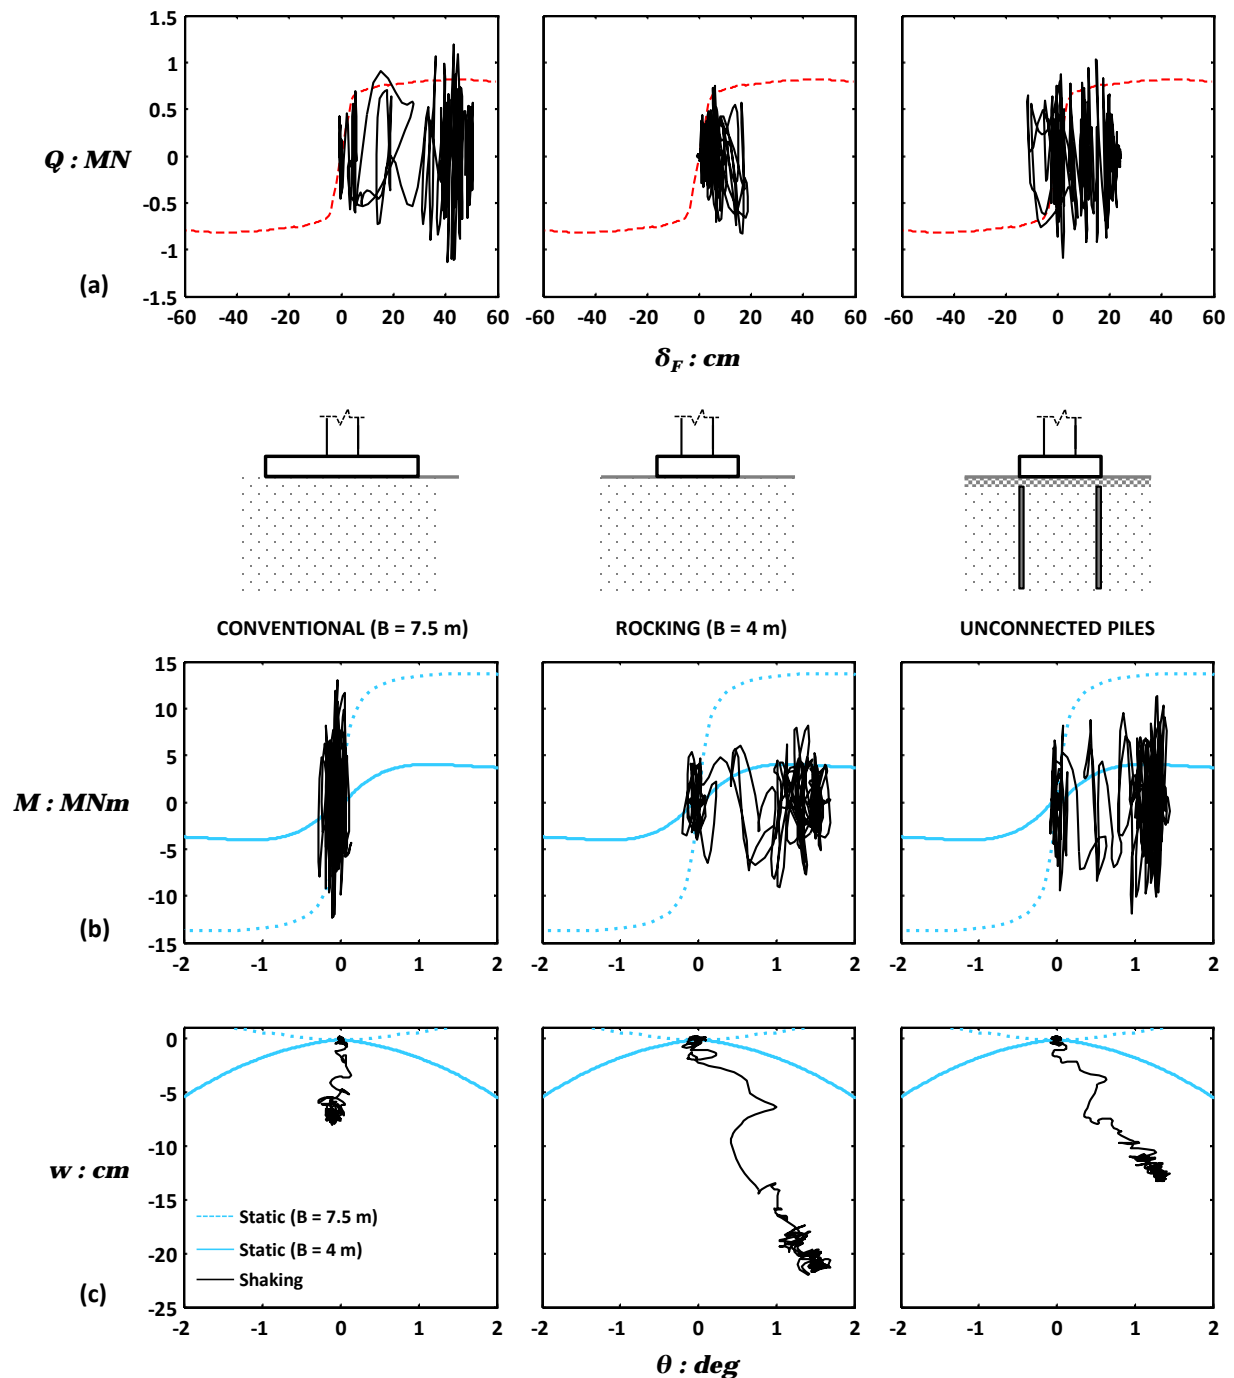 1.5
1
0.5
0
-0.5
-1
-1.5
Q : MN
(a)
-60 -40 -20 0 20 40 60
-60 -40 -20 0 20 40 60
-60 -40 -20 0 20 40 60
δF : cm
CONVENTIONAL (B = 7.5 m)
ROCKING (B = 4 m)
UNCONNECTED PILES
15
10
5
0
-5
-10
-15
M : MNm
(b)
-2 -1 0 1 2
-2 -1 0 1 2
-2 -1 0 1 2
0
-5
-10
-15
-20
-25
w : cm
(c)
Static (B = 7.5 m)
Static (B = 4 m)
Shaking
-2 -1 0 1 2
-2 -1 0 1 2
-2 -1 0 1 2
θ : deg